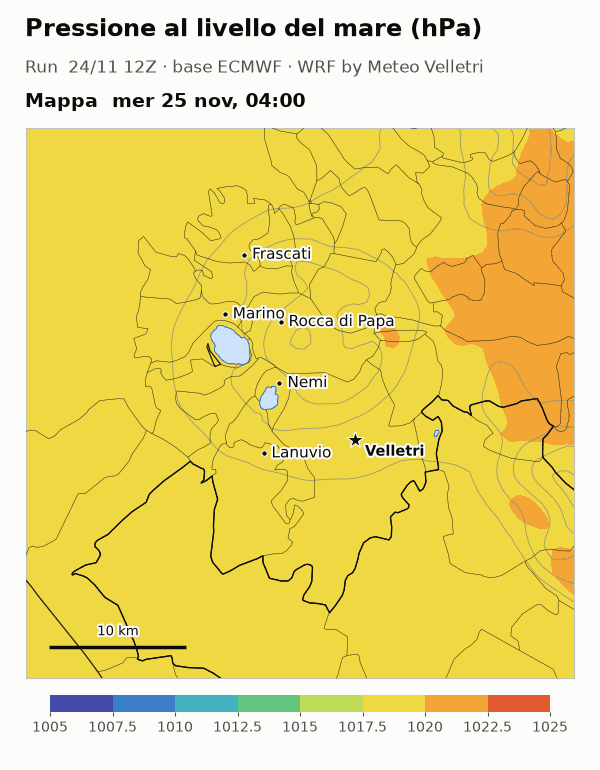 Pressione al livello del mare (hPa)
Run  24/11 12Z · base ECMWF · WRF by Meteo Velletri
Mappa  mer 25 nov, 04:00
Frascati
Marino
Rocca di Papa
Nemi
Velletri
Lanuvio
10 km
1005 1007.5 1010 1012.5 1015 1017.5 1020 1022.5 1025